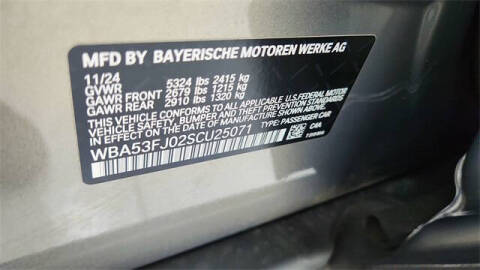 MFD BY BAYERISCHE MOTOREN WERKE AG
11/24
GVWR 5324 lbs 2415 kg
GAWR FRONT 2679 lbs 1215 kg
GAWR REAR 2910 lbs 1320 kg
THIS VEHICLE CONFORMS TO ALL APPLICABLE U.S. FEDERAL MOTOR
VEHICLE SAFETY, BUMPER, AND THEFT PREVENTION STANDARDS IN
EFFECT ON THE DATE OF MANUFACTURE SHOWN ABOVE.
WBA53FJ02SCU25071 TYPE: PASSENGER CAR
C4A